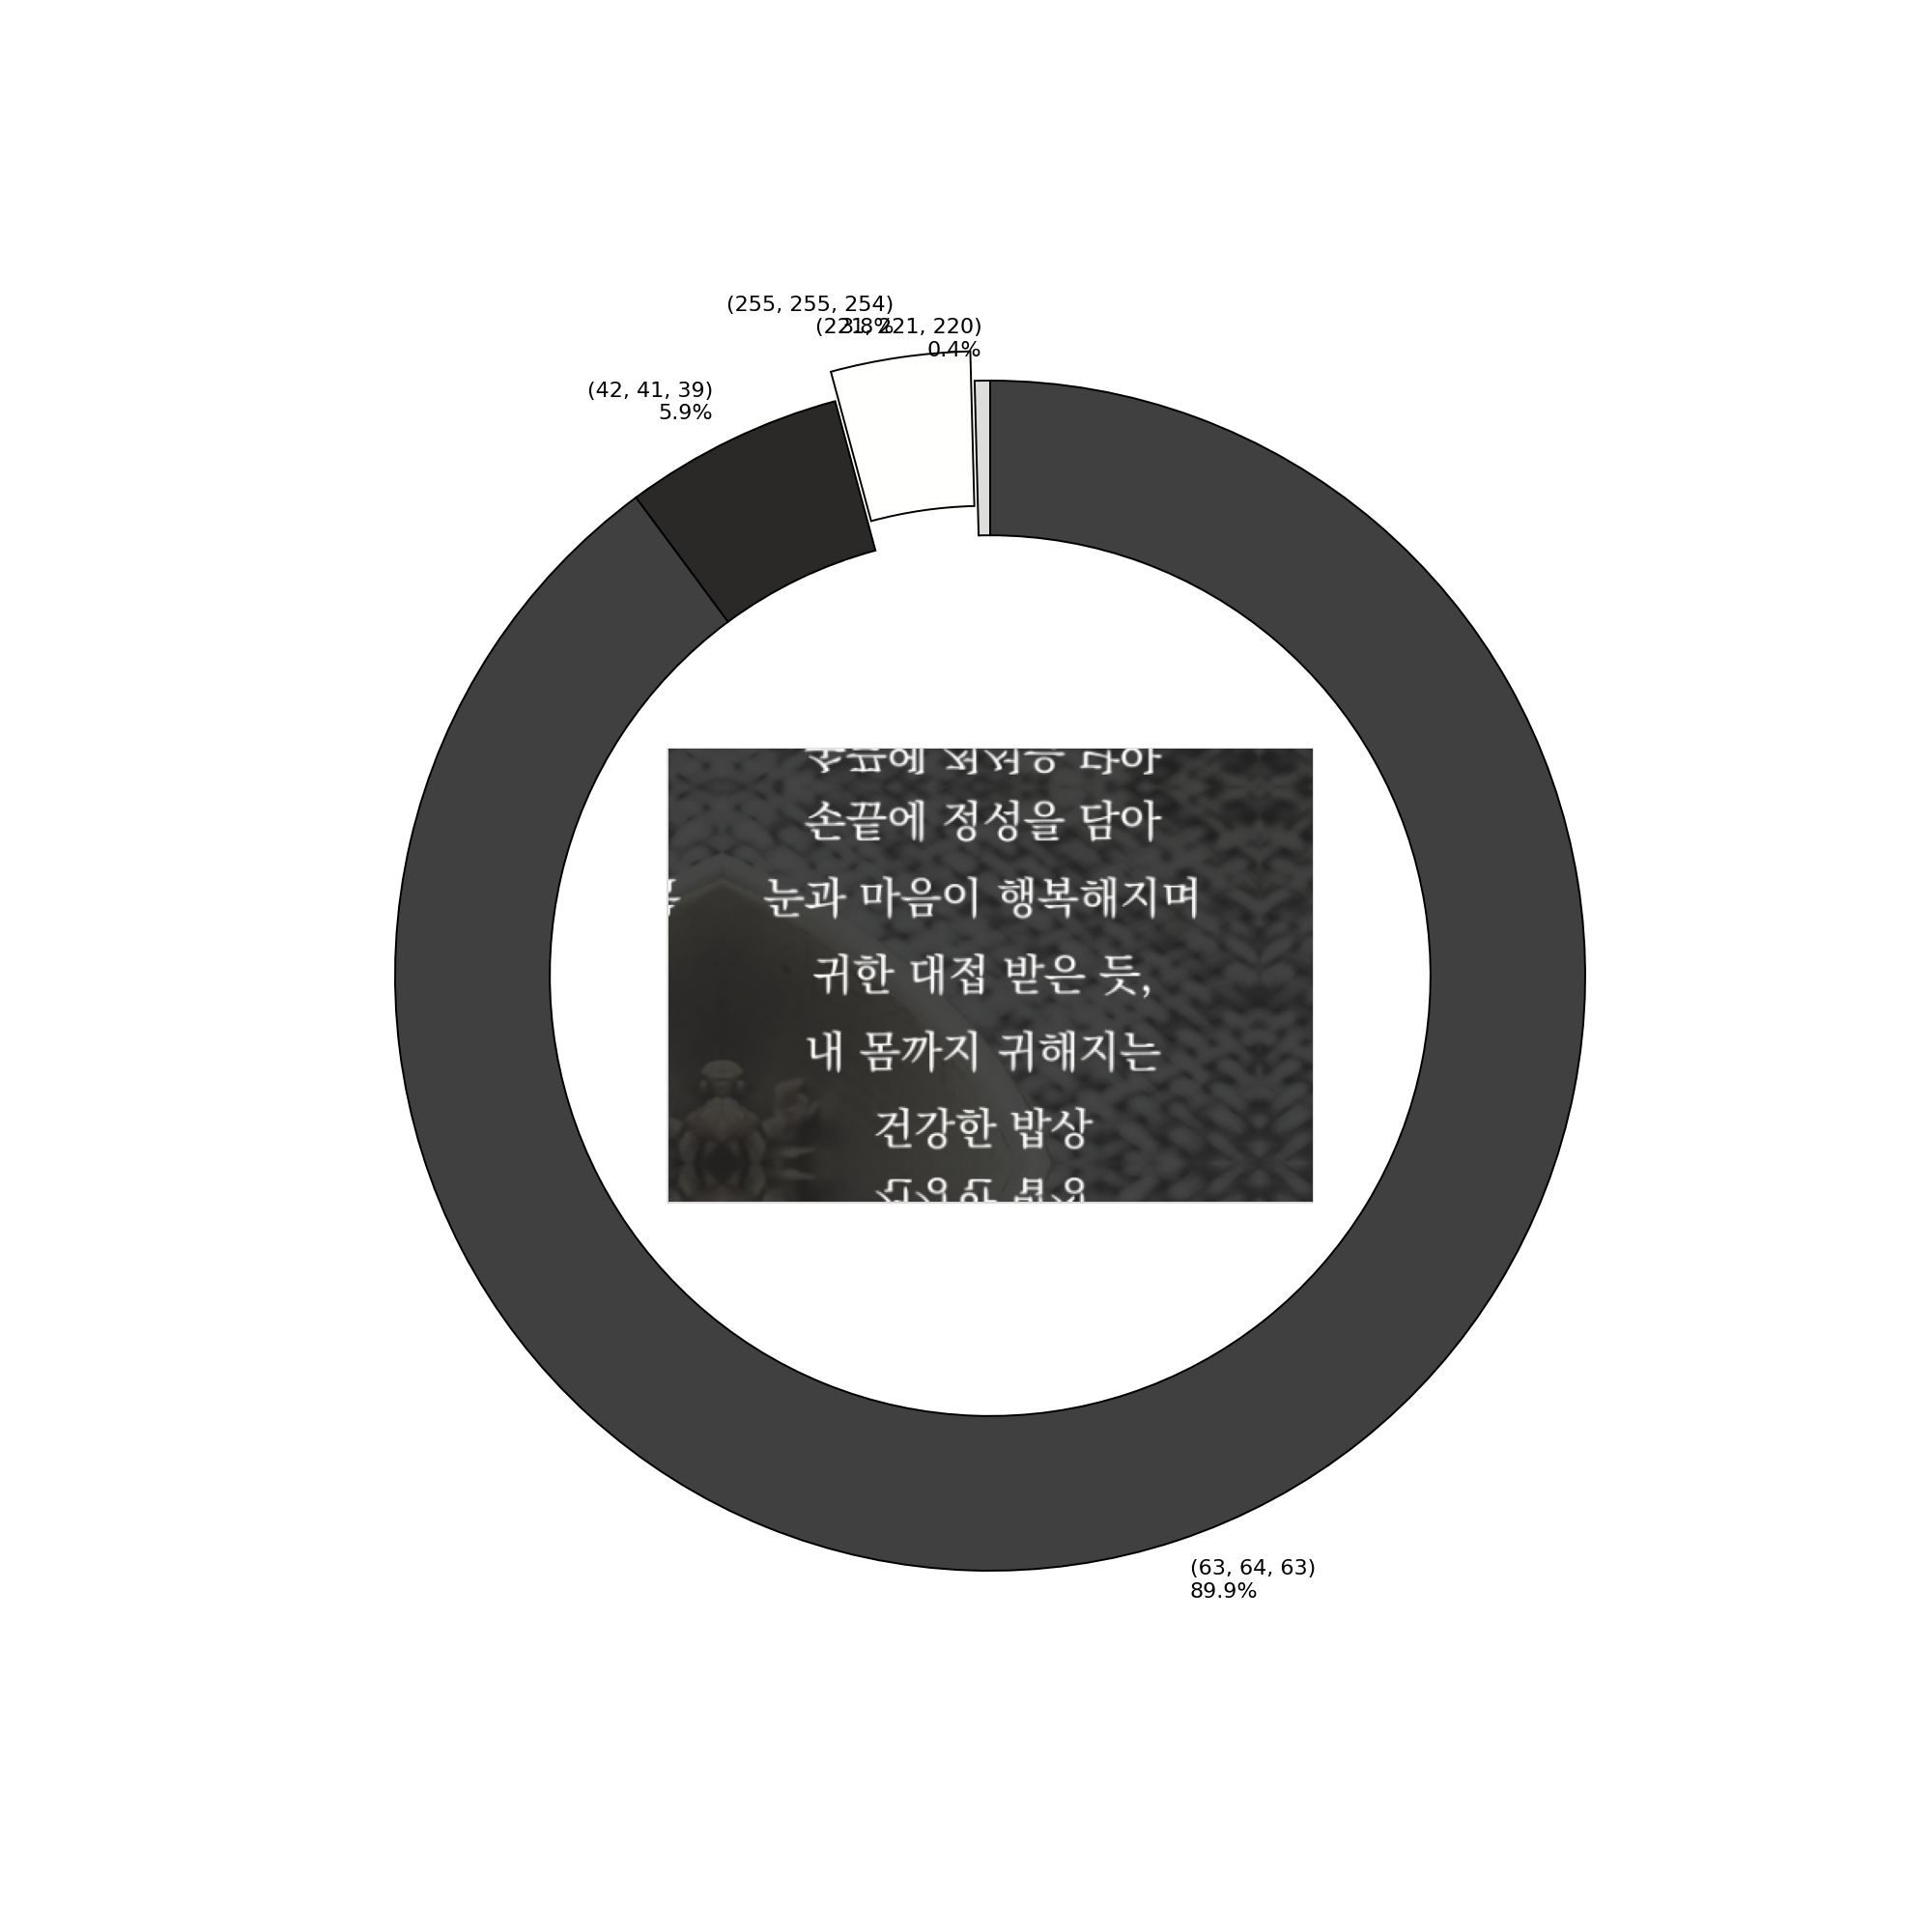 (255, 255, 254)
3.8%
(221, 221, 220)
0.4%
(42, 41, 39)
5.9%
손끝에 정성을 담아
눈과 마음이 행복해지며
귀한 대접 받은 듯,
내 몸까지 귀해지는
건강한 밥상
(63, 64, 63)
89.9%